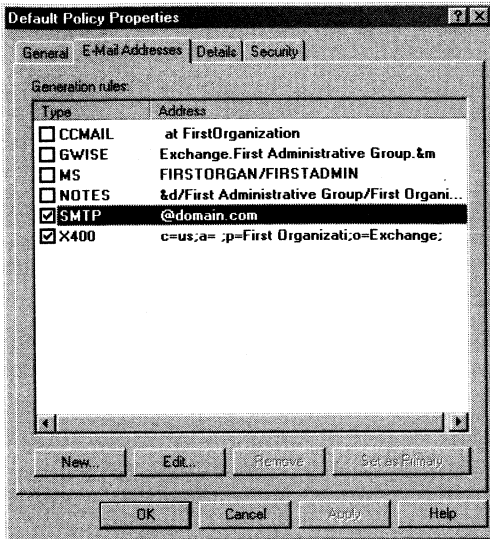 Default Policy Properties
General E-Mail Addresses Details Security
Generation rules:
Type Address
CCMAIL at FirstOrganization
GWISE Exchange.First Administrative Group.&m
MS FIRSTORGAN/FIRSTADMIN
NOTES &d/First Administrative Group/First Organi...
SMTP @domain.com
X400 c=us;a= ;p=First Organizati;o=Exchange;
New... Edit... Remove Set as Primary
OK Cancel Apply Help